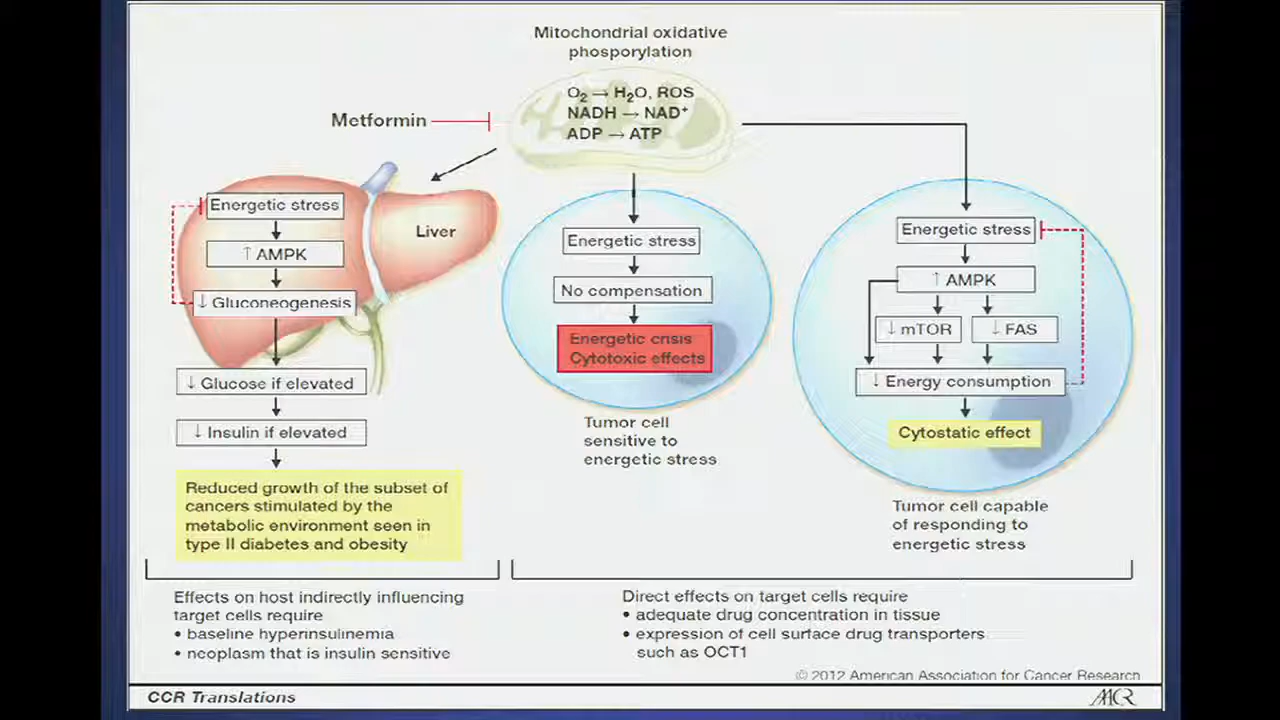 Mitochondrial oxidative
phosporylation
O₂ → H₂O, ROS
NADH → NAD⁺
ADP → ATP
Metformin
Energetic stress
↑ AMPK
↓ Gluconeogenesis
Liver
↓ Glucose if elevated
↓ Insulin if elevated
Reduced growth of the subset of
cancers stimulated by the
metabolic environment seen in
type II diabetes and obesity
Energetic stress
No compensation
Energetic crisis
Cytotoxic effects
Tumor cell
sensitive to
energetic stress
Energetic stress
↑ AMPK
↓ mTOR
↓ FAS
↓ Energy consumption
Cytostatic effect
Tumor cell capable
of responding to
energetic stress
Effects on host indirectly influencing
target cells require
• baseline hyperinsulinemia
• neoplasm that is insulin sensitive
Direct effects on target cells require
• adequate drug concentration in tissue
• expression of cell surface drug transporters
such as OCT1
© 2012 American Association for Cancer Research
CCR Translations
AACR